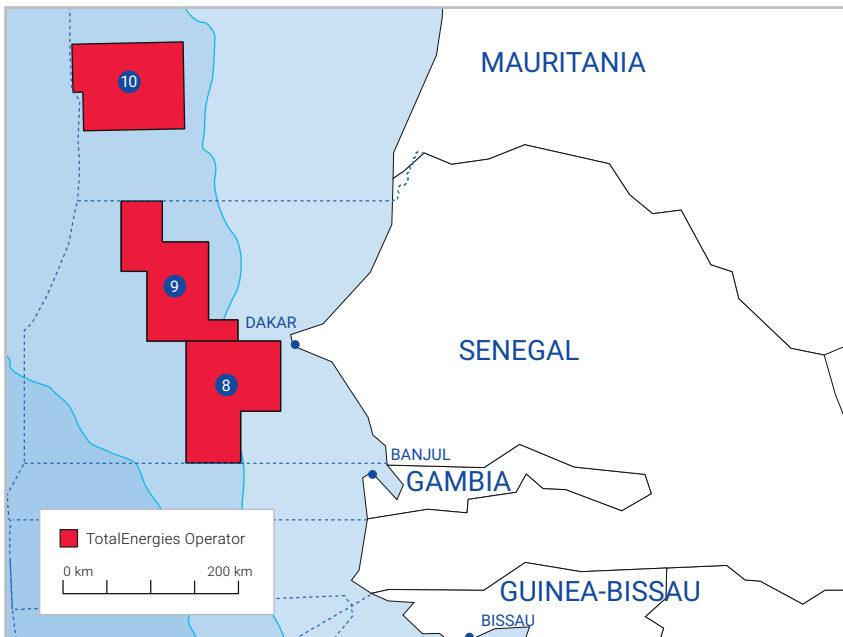 MAURITANIA
10
9
DAKAR
SENEGAL
8
BANJUL
GAMBIA
TotalEnergies Operator
0 km 200 km
GUINEA-BISSAU
BISSAU